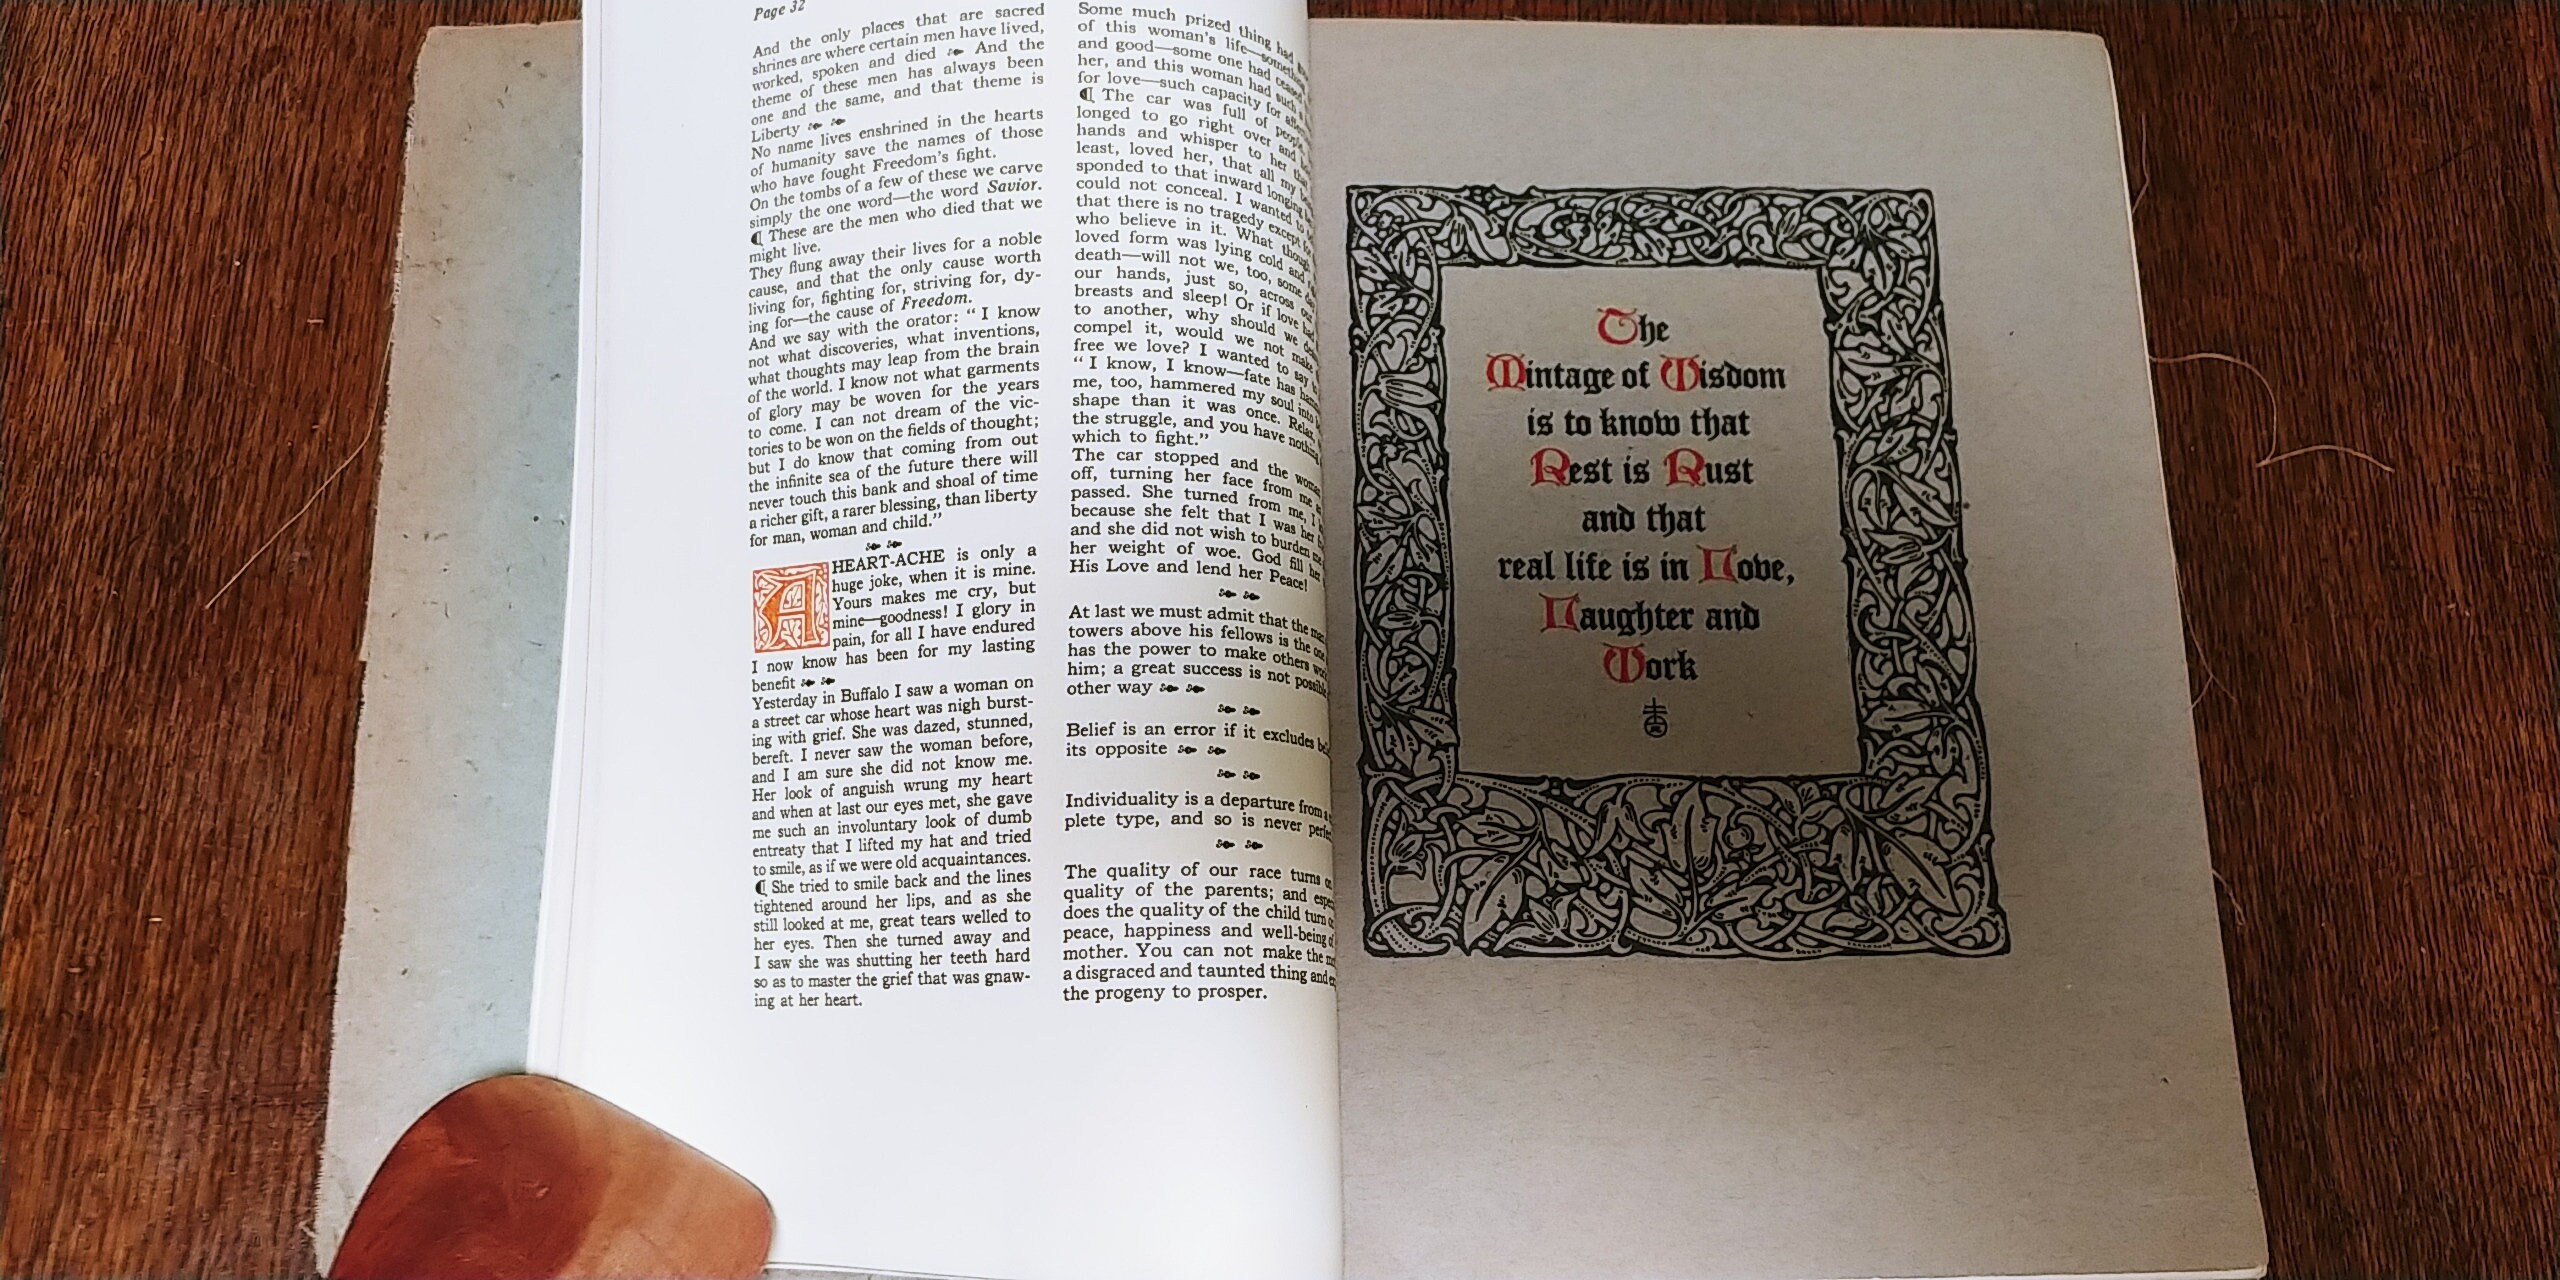 Page 32
And the only places that are sacred
shrines are where certain men have lived,
worked, spoken and died And the
theme of these men has always been
one and the same, and that theme is
Liberty
No name lives enshrined in the hearts
of humanity save the names of those
who have fought Freedom's fight.
On the tombs of a few of these we carve
simply the one word—the word Savior.
¶ These are the men who died that we
might live.
They flung away their lives for a noble
cause, and that the only cause worth
living for, fighting for, striving for, dy-
ing for—the cause of Freedom.
And we say with the orator: "I know
not what discoveries, what inventions,
what thoughts may leap from the brain
of the world. I know not what garments
of glory may be woven for the years
to come. I can not dream of the vic-
tories to be won on the fields of thought;
but I do know that coming from out
the infinite sea of the future there will
never touch this bank and shoal of time
a richer gift, a rarer blessing, than liberty
for man, woman and child."
A HEART-ACHE is only a
huge joke, when it is mine.
Yours makes me cry, but
mine—goodness! I glory in
pain, for all I have endured
I now know has been for my lasting
benefit
Yesterday in Buffalo I saw a woman on
a street car whose heart was nigh burst-
ing with grief. She was dazed, stunned,
bereft. I never saw the woman before,
and I am sure she did not know me.
Her look of anguish wrung my heart
and when at last our eyes met, she gave
me such an involuntary look of dumb
entreaty that I lifted my hat and tried
to smile, as if we were old acquaintances.
¶ She tried to smile back and the lines
tightened around her lips, and as she
still looked at me, great tears welled to
her eyes. Then she turned away and
I saw she was shutting her teeth hard
so as to master the grief that was gnaw-
ing at her heart.
Some much prized thing had
of this woman's life—something
and good—some one had ceased
her, and this woman had such a
for love—such capacity for
¶ The car was full of people,
longed to go right over and
hands and whisper to her that
least, loved her, that all my
sponded to that inward longing
could not conceal. I wanted to
that there is no tragedy except
who believe in it. What though
loved form was lying cold and
death—will not we, too, some
our hands, just so, across our
breasts and sleep! Or if love had
to another, why should we
compel it, would we not make
free we love? I wanted to say
"I know, I know—fate has
me, too, hammered my soul into
shape than it was once. Relax,
the struggle, and you have nothing
which to fight."
The car stopped and the woman
off, turning her face from me
passed. She turned from me, I
because she felt that I was her
and she did not wish to burden me
her weight of woe. God fill her
His Love and lend her Peace!
At last we must admit that the man
towers above his fellows is the one
has the power to make others work
him; a great success is not possible
other way
Belief is an error if it excludes
its opposite
Individuality is a departure from a
plete type, and so is never
The quality of our race turns
quality of the parents; and
does the quality of the child turn
peace, happiness and well-being
mother. You can not make the
a disgraced and taunted thing and
the progeny to prosper.
The
Mintage of Wisdom
is to know that
Rest is Rust
and that
real life is in Love,
Laughter and
Work